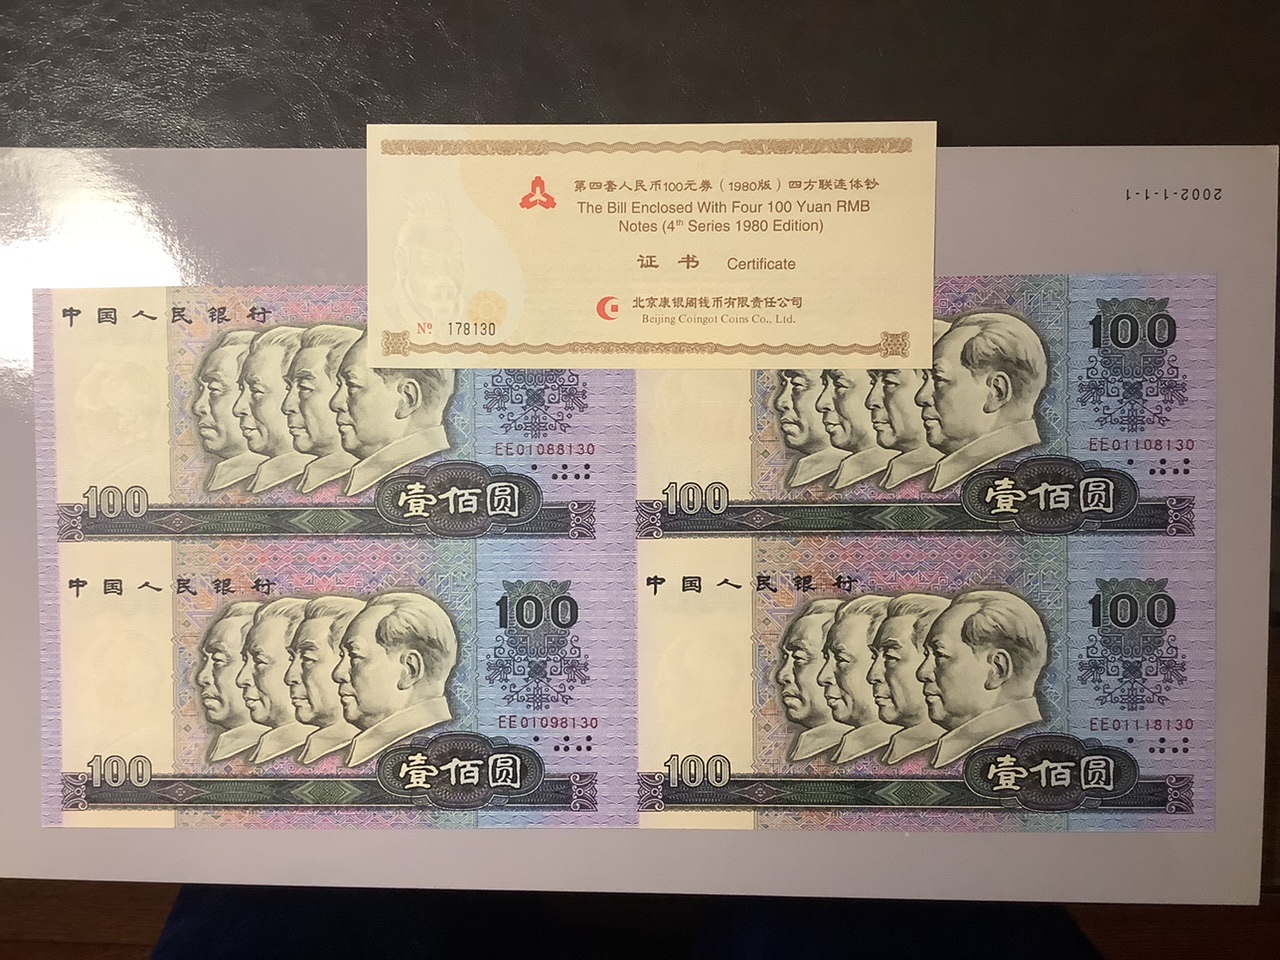 第四套人民币100元券（1980版）四方联连体钞
The Bill Enclosed With Four 100 Yuan RMB
Notes (4th Series 1980 Edition)
证书 Certificate
北京康银阁钱币有限责任公司
Beijing Coingot Coins Co., Ltd.
Nº 178130
2002-1-1-1
中国人民银行
EE01088130
100
壹佰圆
100
EE01108130
100
壹佰圆
中国人民银行
100
EE01098130
100
壹佰圆
中国人民银行
100
EE01118130
100
壹佰圆